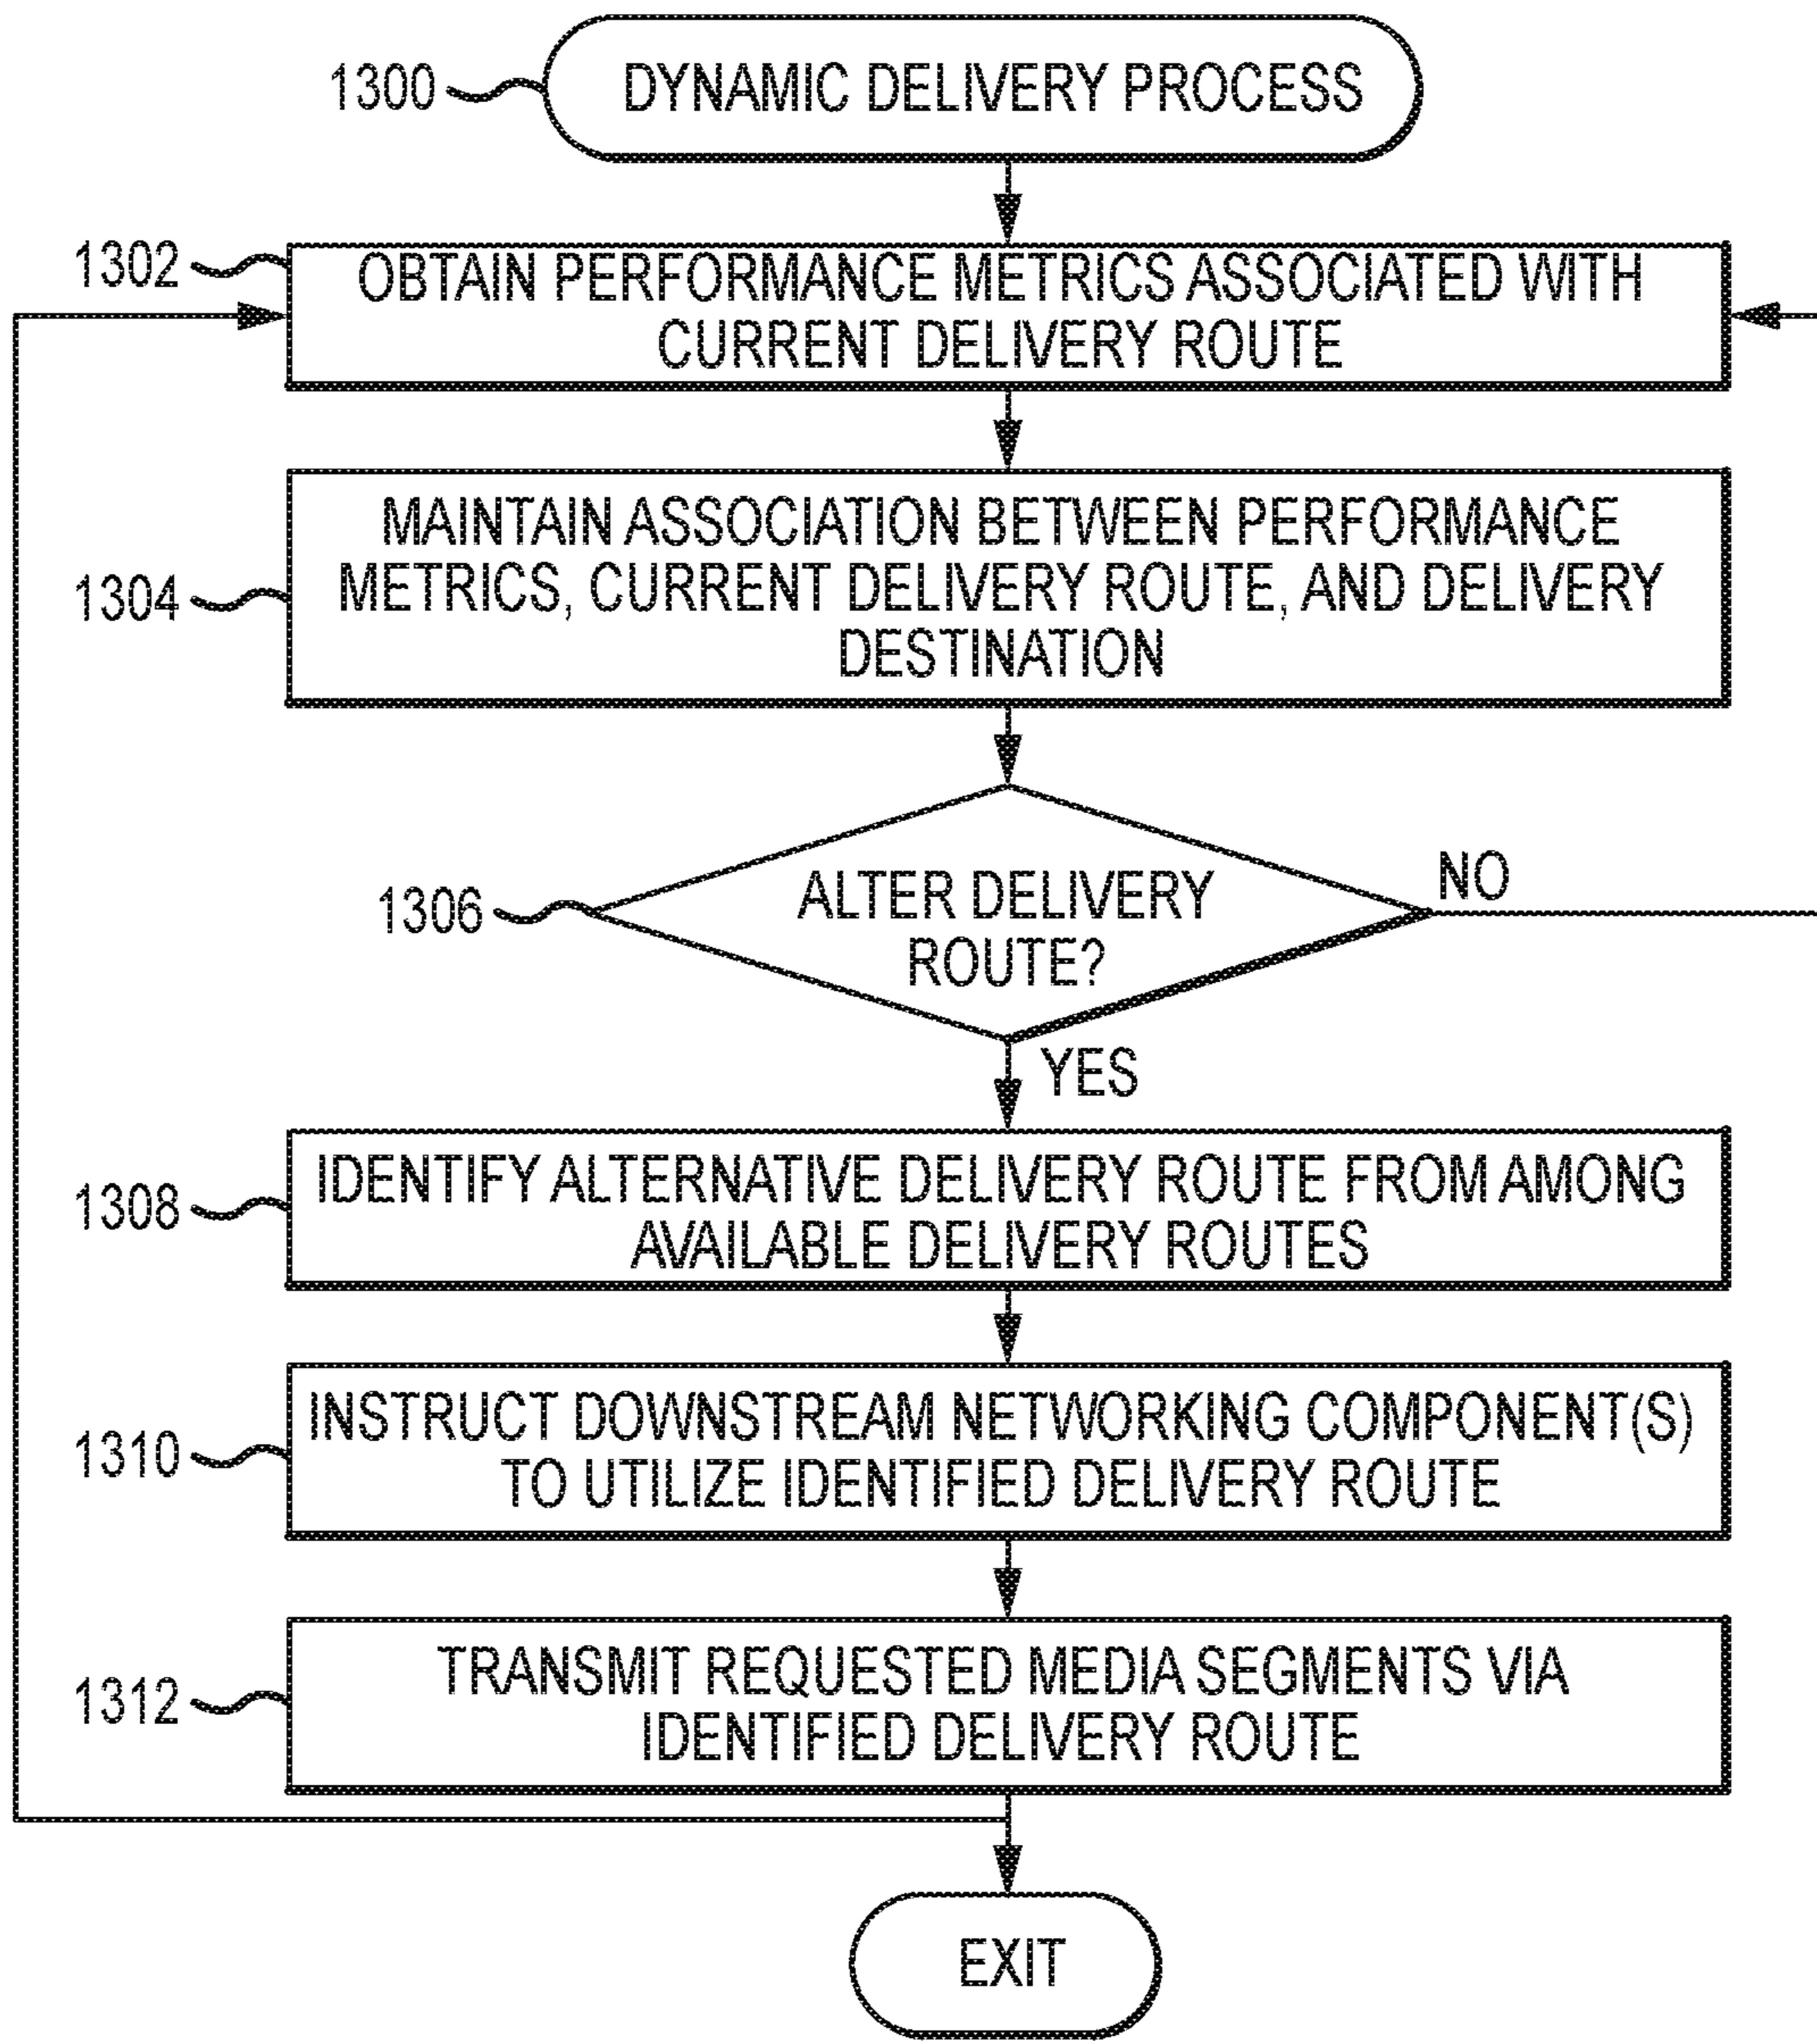 1300
DYNAMIC DELIVERY PROCESS
1302
OBTAIN PERFORMANCE METRICS ASSOCIATED WITH
CURRENT DELIVERY ROUTE
1304
MAINTAIN ASSOCIATION BETWEEN PERFORMANCE
METRICS, CURRENT DELIVERY ROUTE, AND DELIVERY
DESTINATION
1306
ALTER DELIVERY
ROUTE?
NO
YES
1308
IDENTIFY ALTERNATIVE DELIVERY ROUTE FROM AMONG
AVAILABLE DELIVERY ROUTES
1310
INSTRUCT DOWNSTREAM NETWORKING COMPONENT(S)
TO UTILIZE IDENTIFIED DELIVERY ROUTE
1312
TRANSMIT REQUESTED MEDIA SEGMENTS VIA
IDENTIFIED DELIVERY ROUTE
EXIT